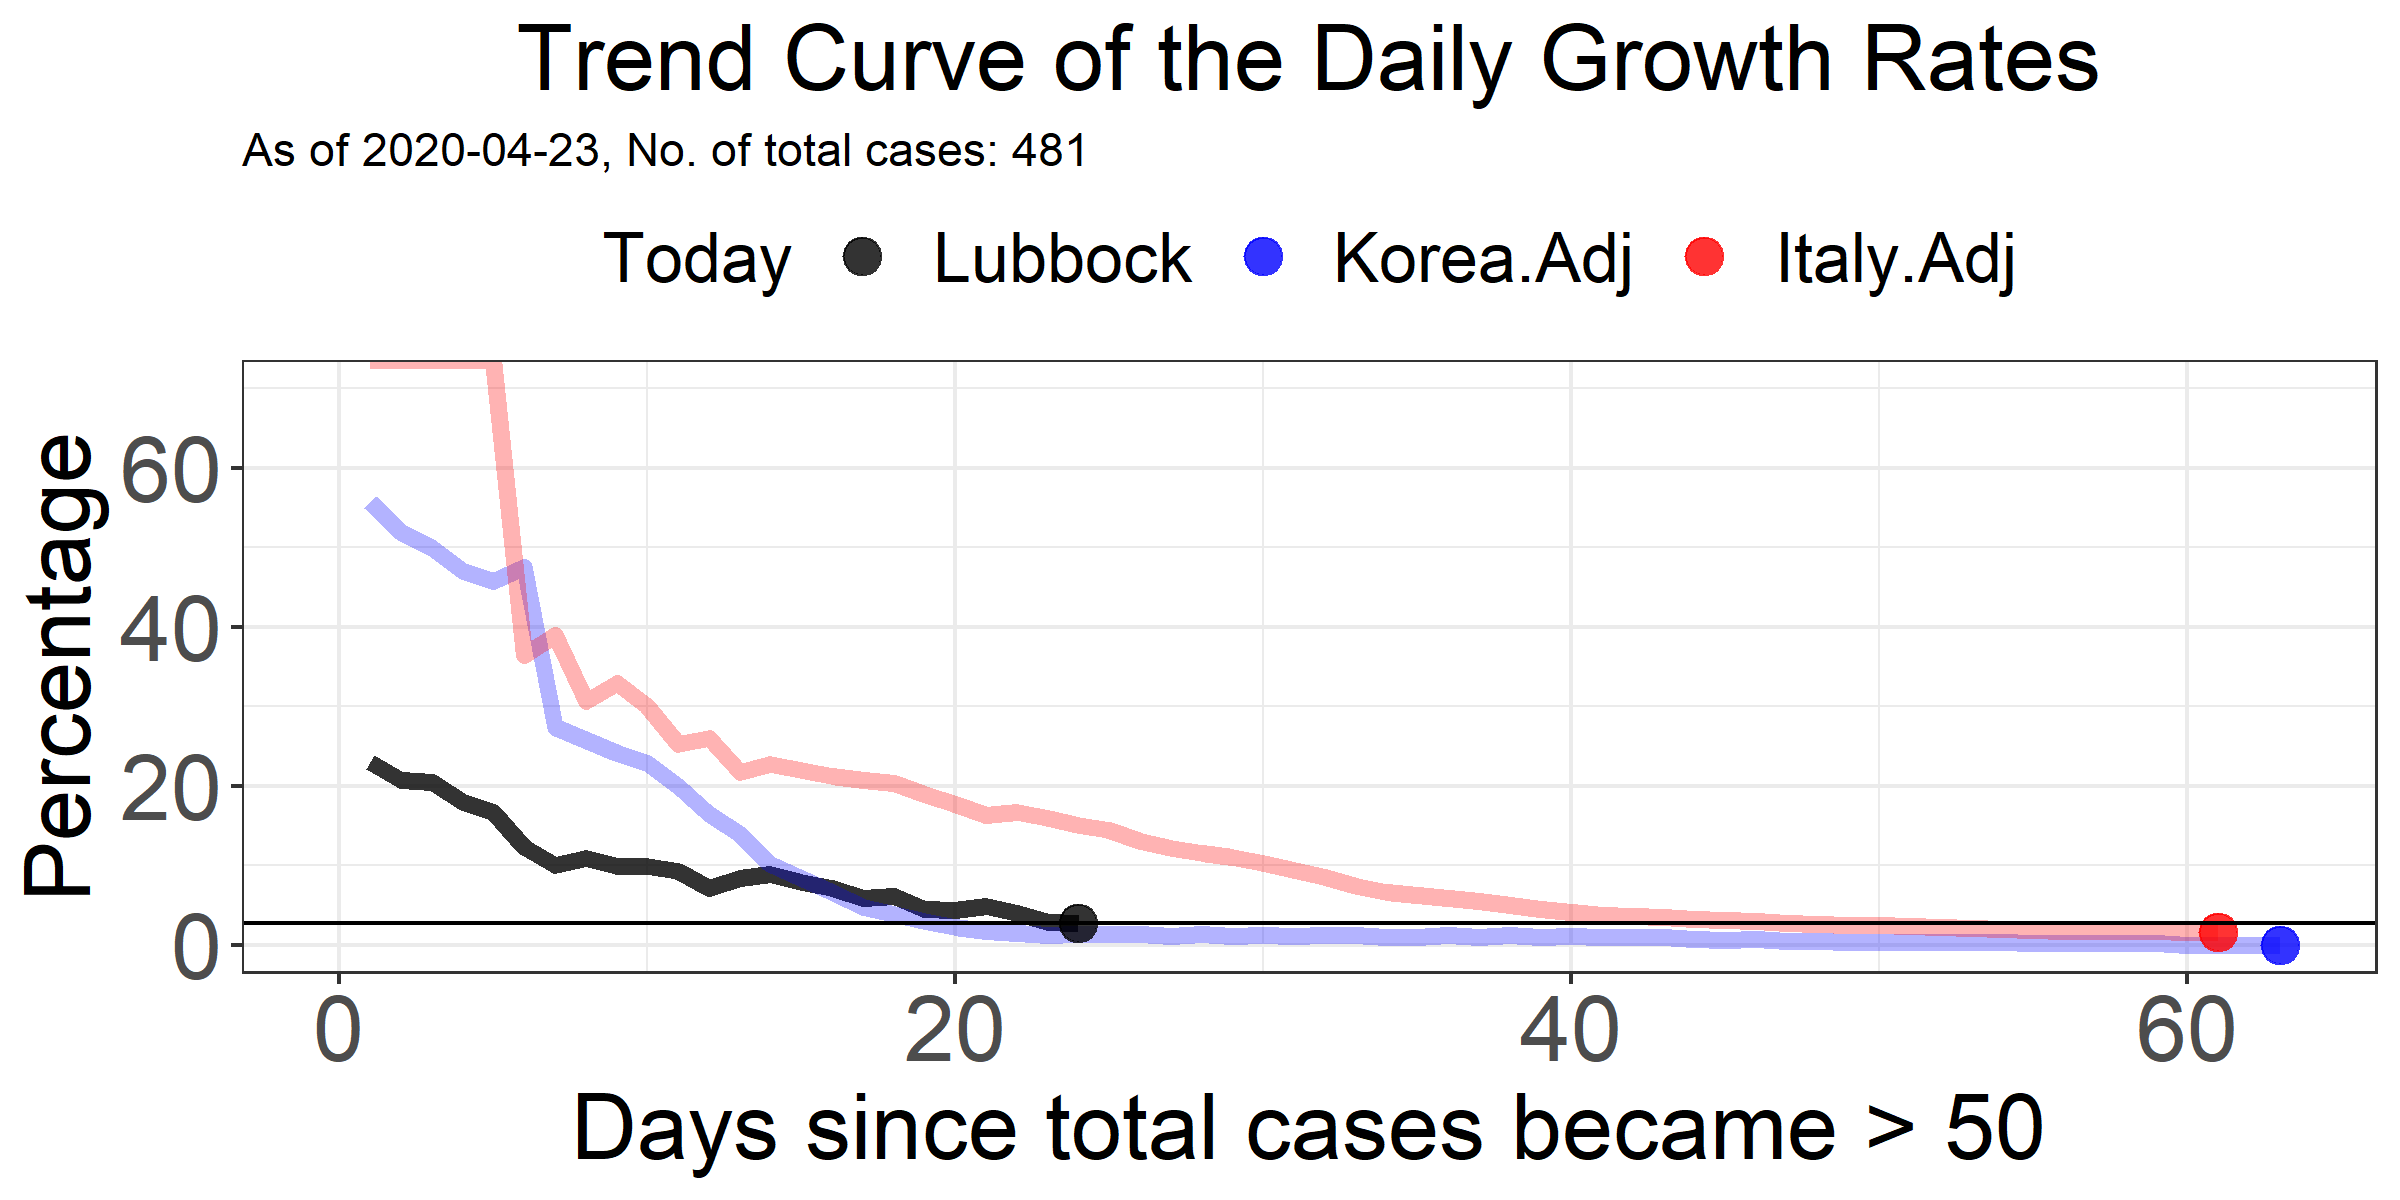 Trend Curve of the Daily Growth Rates
As of 2020-04-23, No. of total cases: 481
Today Lubbock Korea.Adj Italy.Adj
Percentage
60
40
20
0
0 20 40 60
Days since total cases became > 50